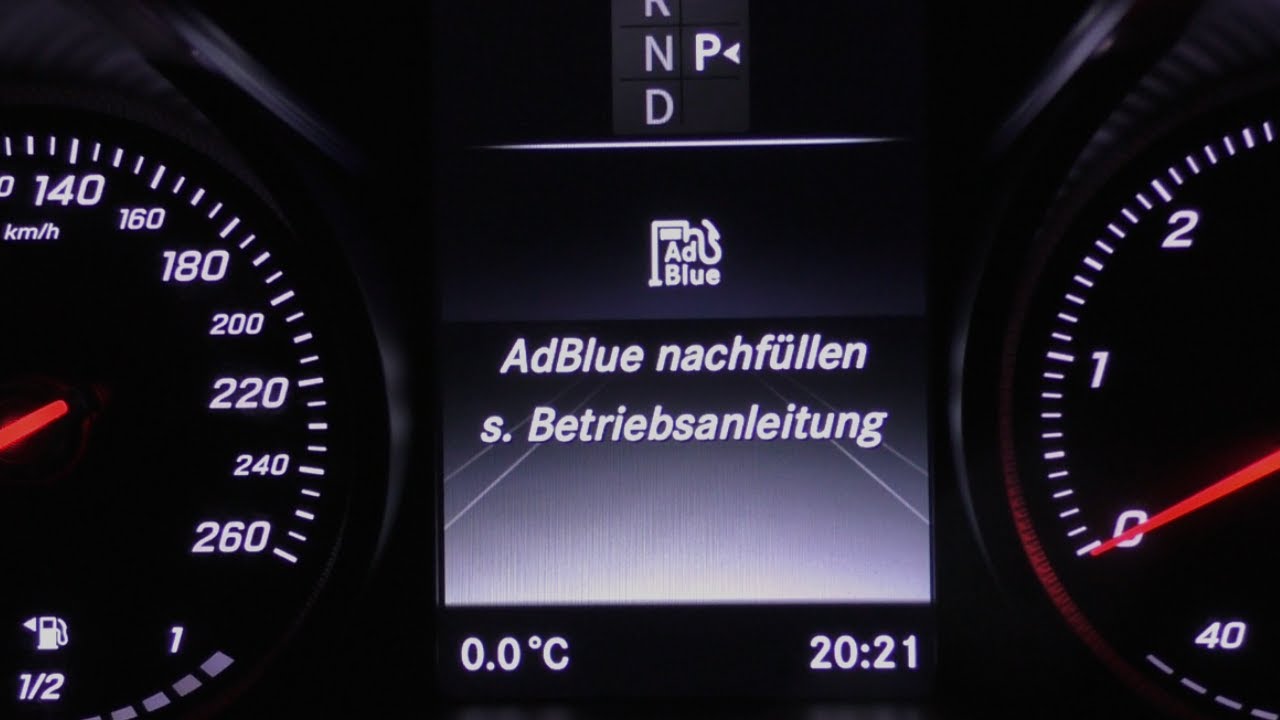 R
N P
D
140
km/h
160
180
200
220
240
260
1/2
1
Ad
Blue
AdBlue nachfüllen
s. Betriebsanleitung
0.0°C
20:21
2
1
0
40